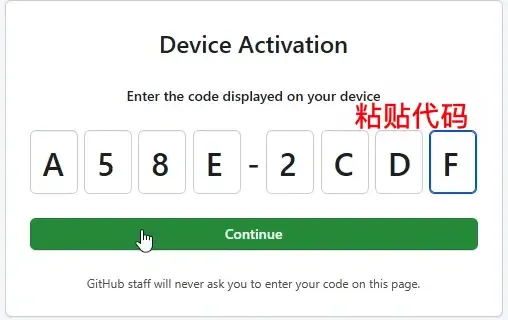 Device Activation
Enter the code displayed on your device
粘贴代码
A 5 8 E - 2 C D F
Continue
GitHub staff will never ask you to enter your code on this page.